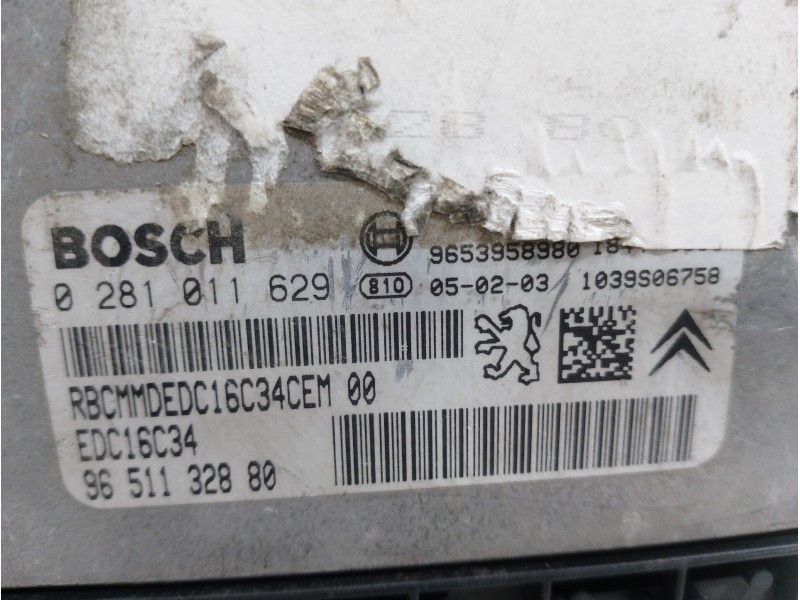 BOSCH
9653958980
0 281 011 629 810 05-02-03 1039S06758
RBCMMDEDC16C34CEM 00
EDC16C34
96 511 328 80